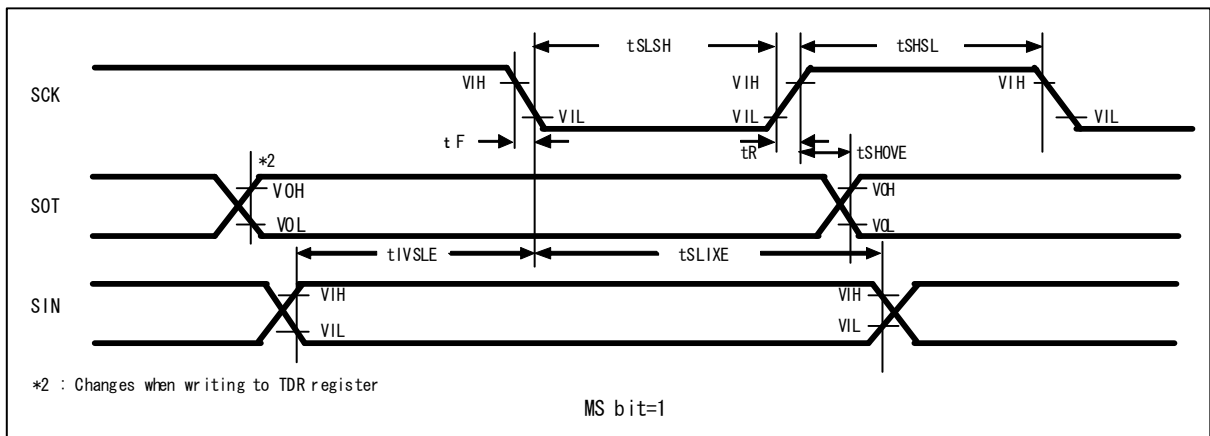 tSLSH tSHSL
SCK VIH VIL VIH VIL VIH VIL
tF tR tSHOVE
*2
SOT VOH VOL VOH VOL
tIVSLE tSLIXE
SIN VIH VIL VIH VIL
*2 : Changes when writing to TDR register
MS bit=1